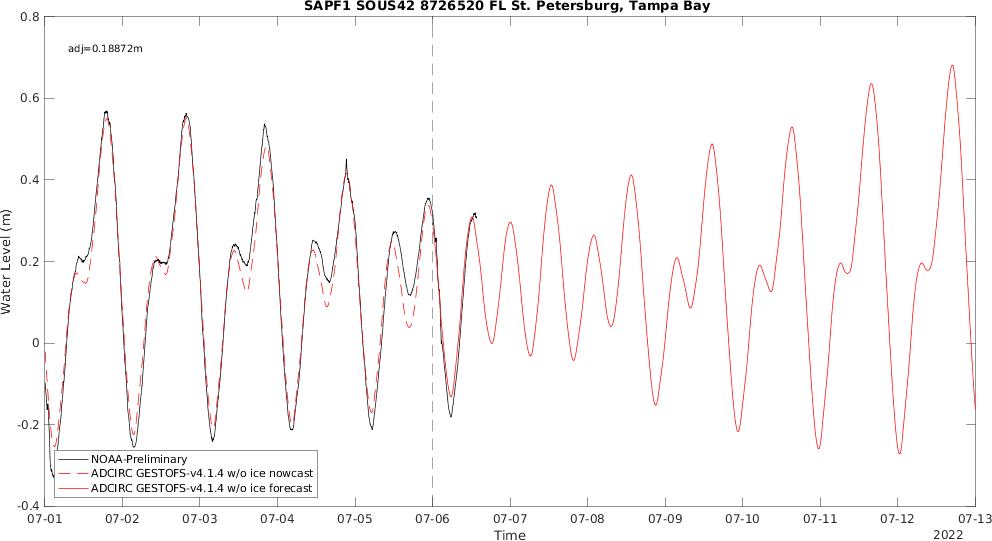 SAPF1 SOUS42 8726520 FL St. Petersburg, Tampa Bay
adj=0.18872m
0.8
0.6
0.4
0.2
0
-0.2
-0.4
Water Level (m)
NOAA-Preliminary
ADCIRC GESTOFS-v4.1.4 w/o ice nowcast
ADCIRC GESTOFS-v4.1.4 w/o ice forecast
07-01 07-02 07-03 07-04 07-05 07-06 07-07 07-08 07-09 07-10 07-11 07-12 07-13
Time
2022